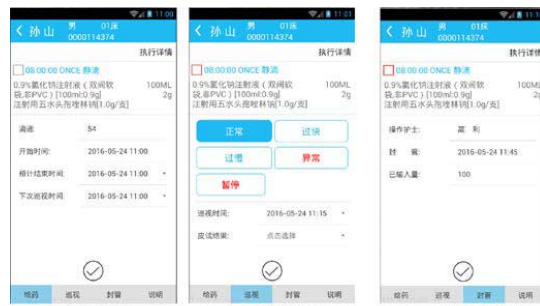 11:00
孙山 男 01床
0000114374
执行详情
08:00:00 ONCE 静滴
0.9%氯化钠注射液（双阀软 100ML
袋,非PVC）[100ml:0.9g] 2g
注射用五水头孢唑林钠[1.0g/支]
滴速: 54
开始时间: 2016-05-24 11:00
预计结束时间: 2016-05-24 11:00
下次巡视时间: 2016-05-24 11:00
给药 巡视 封管 说明
11:01
孙山 男 01床
0000114374
执行详情
08:00:00 ONCE 静滴
0.9%氯化钠注射液（双阀软 100ML
袋,非PVC）[100ml:0.9g] 2g
注射用五水头孢唑林钠[1.0g/支]
正常 过快
过慢 异常
暂停
巡视时间: 2016-05-24 11:15
皮试结果: 点击选择
给药 巡视 封管 说明
孙山 男 01床
0000114374
执行详情
08:00:00 ONCE 静滴
0.9%氯化钠注射液（双阀软 100ML
袋,非PVC）[100ml:0.9g] 2g
注射用五水头孢唑林钠[1.0g/支]
操作护士: 利
封 管: 2016-05-24 11:45
已输入量: 100
给药 巡视 封管 说明